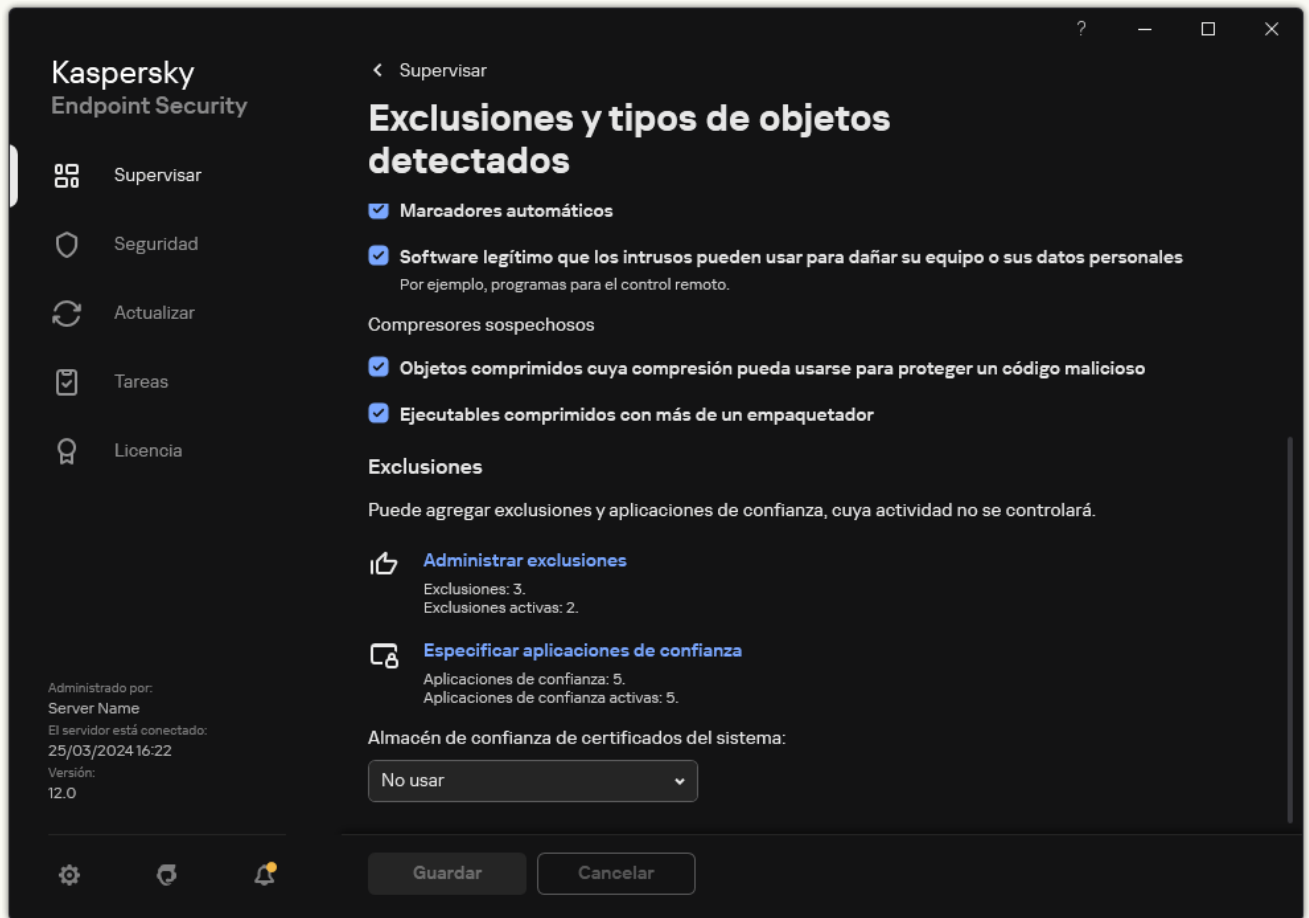 ?
Kaspersky
Endpoint Security
Supervisar
Seguridad
Actualizar
Tareas
Licencia
Administrado por:
Server Name
El servidor está conectado:
25/03/2024 16:22
Versión:
12.0
Supervisar
Exclusiones y tipos de objetos
detectados
Marcadores automáticos
Software legítimo que los intrusos pueden usar para dañar su equipo o sus datos personales
Por ejemplo, programas para el control remoto.
Compresores sospechosos
Objetos comprimidos cuya compresión pueda usarse para proteger un código malicioso
Ejecutables comprimidos con más de un empaquetador
Exclusiones
Puede agregar exclusiones y aplicaciones de confianza, cuya actividad no se controlará.
Administrar exclusiones
Exclusiones: 3.
Exclusiones activas: 2.
Especificar aplicaciones de confianza
Aplicaciones de confianza: 5.
Aplicaciones de confianza activas: 5.
Almacén de confianza de certificados del sistema:
No usar
Guardar
Cancelar